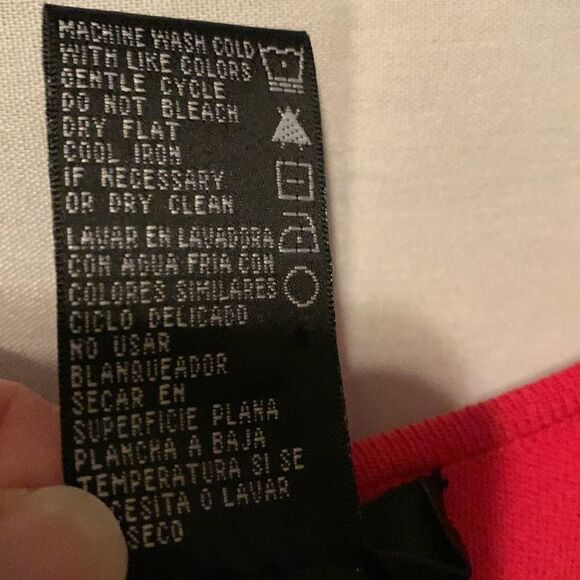 MACHINE WASH COLD
WITH LIKE COLORS
GENTLE CYCLE
DO NOT BLEACH
DRY FLAT
COOL IRON
IF NECESSARY
OR DRY CLEAN
LAVAR EN LAVADORA
CON AGUA FRIA CON
COLORES SIMILARES
CICLO DELICADO
NO USAR
BLANQUEADOR
SECAR EN
SUPERFICIE PLANA
PLANCHA A BAJA
TEMPERATURA SI SE
CESITA O LAVAR
SECO